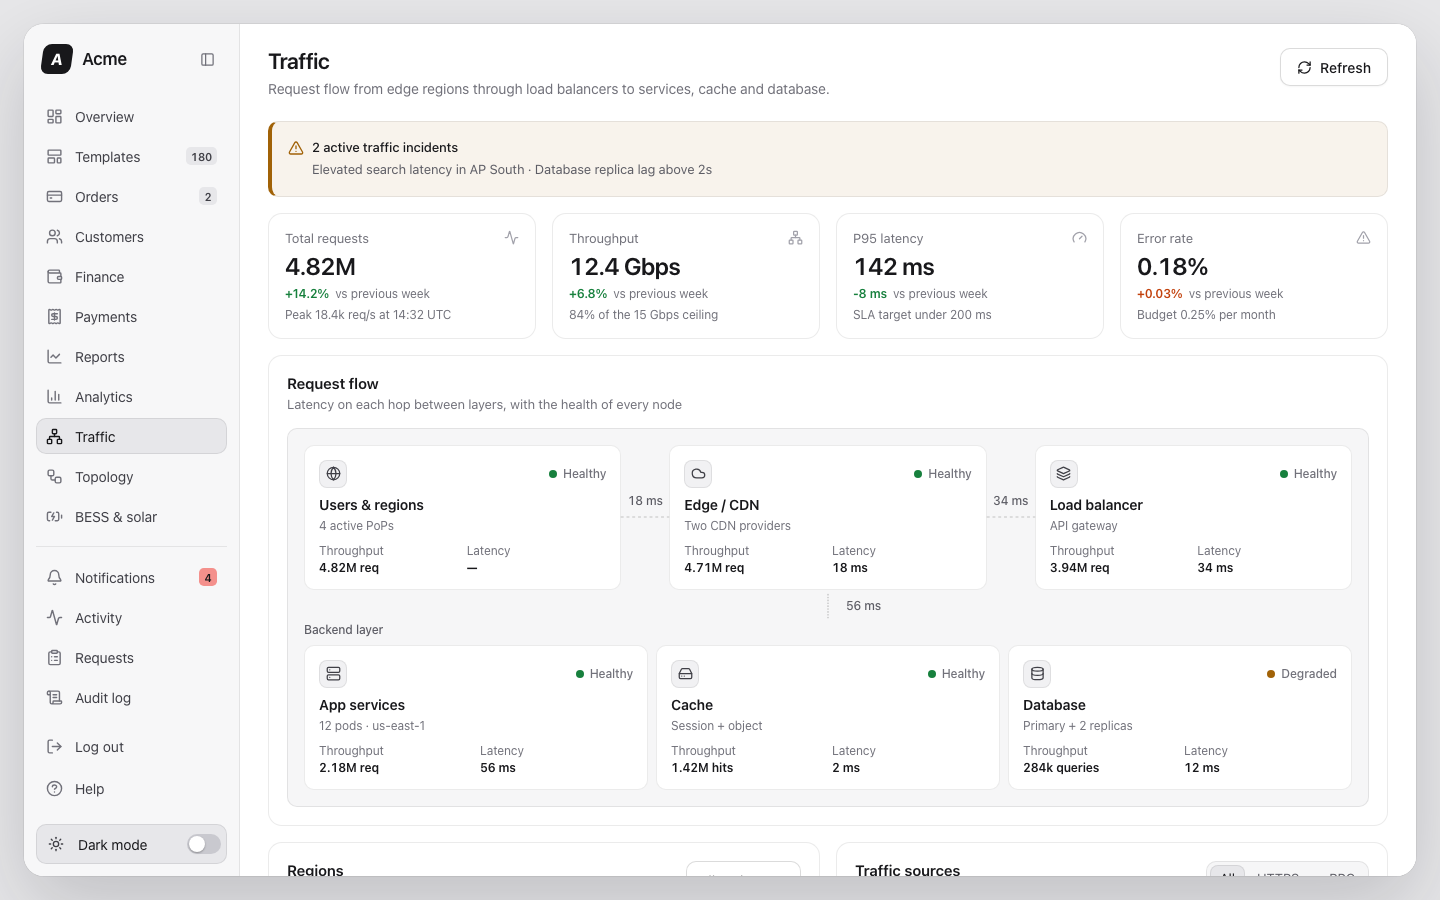 A Acme
Overview
Templates 180
Orders 2
Customers
Finance
Payments
Reports
Analytics
Traffic
Topology
BESS & solar
Notifications 4
Activity
Requests
Audit log
Log out
Help
Dark mode
Traffic
Request flow from edge regions through load balancers to services, cache and database.
Refresh
2 active traffic incidents
Elevated search latency in AP South · Database replica lag above 2s
Total requests
4.82M
+14.2% vs previous week
Peak 18.4k req/s at 14:32 UTC
Throughput
12.4 Gbps
+6.8% vs previous week
84% of the 15 Gbps ceiling
P95 latency
142 ms
-8 ms vs previous week
SLA target under 200 ms
Error rate
0.18%
+0.03% vs previous week
Budget 0.25% per month
Request flow
Latency on each hop between layers, with the health of every node
Healthy
Users & regions
4 active PoPs
Throughput Latency
4.82M req —
18 ms
Healthy
Edge / CDN
Two CDN providers
Throughput Latency
4.71M req 18 ms
34 ms
Healthy
Load balancer
API gateway
Throughput Latency
3.94M req 34 ms
56 ms
Backend layer
Healthy
App services
12 pods · us-east-1
Throughput Latency
2.18M req 56 ms
Healthy
Cache
Session + object
Throughput Latency
1.42M hits 2 ms
Degraded
Database
Primary + 2 replicas
Throughput Latency
284k queries 12 ms
Regions
Traffic sources
All HTTPS